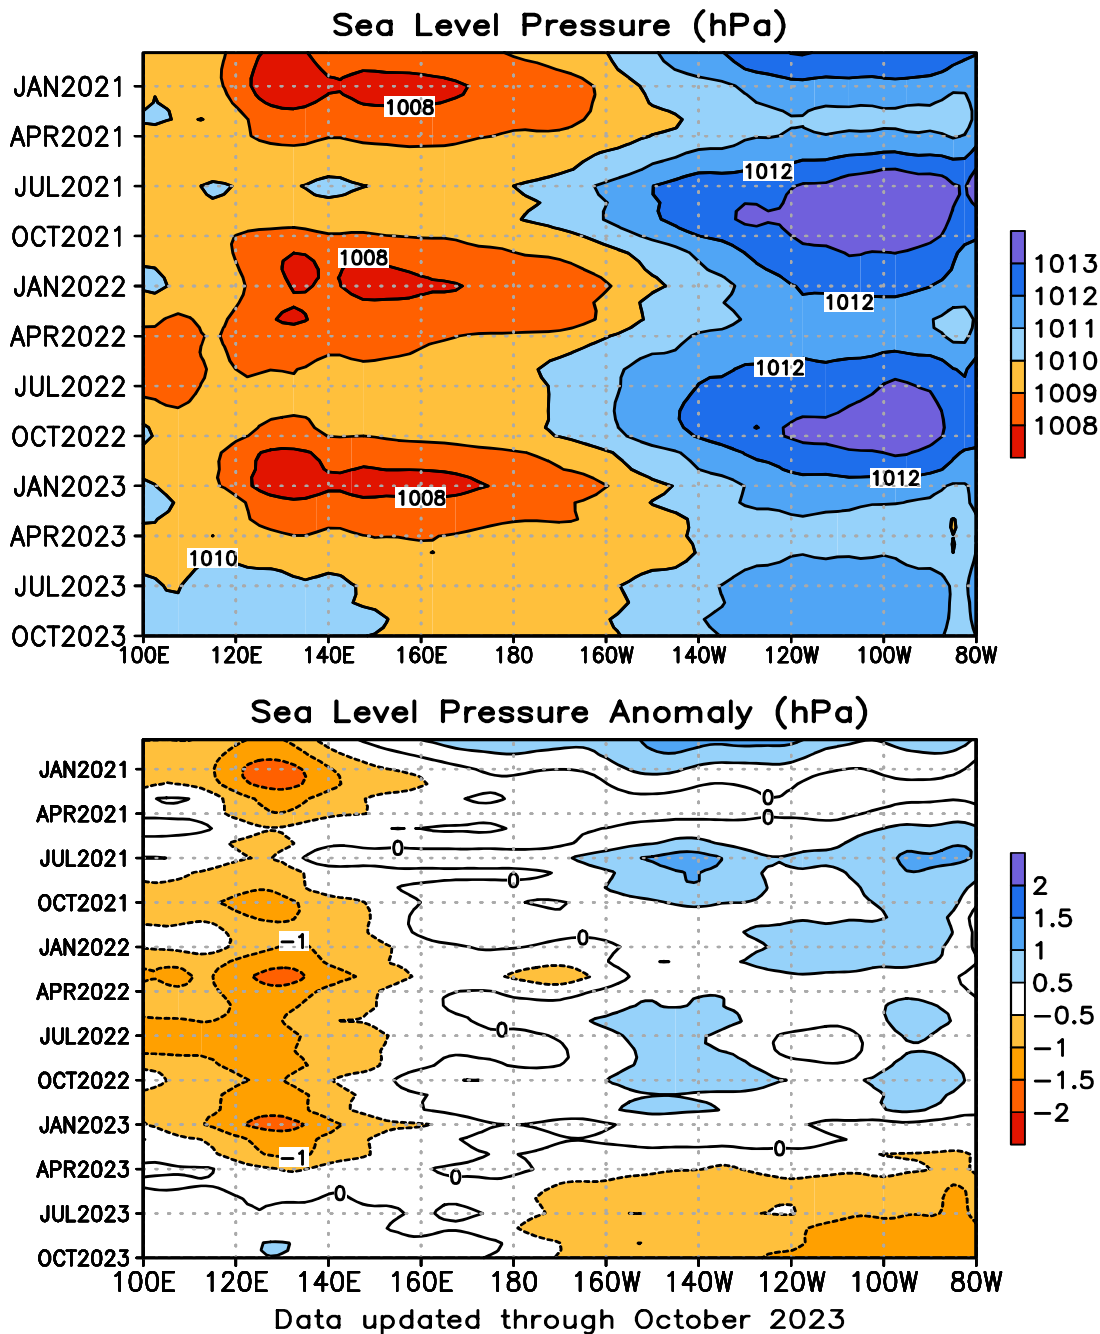 Sea Level Pressure (hPa)
JAN2021
APR2021
JUL2021
OCT2021
JAN2022
APR2022
JUL2022
OCT2022
JAN2023
APR2023
JUL2023
OCT2023
1008
1012
1008
1012
1012
1012
1008
1010
100E 120E 140E 160E 180 160W 140W 120W 100W 80W
1013
1012
1011
1010
1009
1008
Sea Level Pressure Anomaly (hPa)
JAN2021
APR2021
JUL2021
OCT2021
JAN2022
APR2022
JUL2022
OCT2022
JAN2023
APR2023
JUL2023
OCT2023
0
0
0
0
0
-1
0
0
-1
0
0
100E 120E 140E 160E 180 160W 140W 120W 100W 80W
2
1.5
1
0.5
-0.5
-1
-1.5
-2
Data updated through October 2023